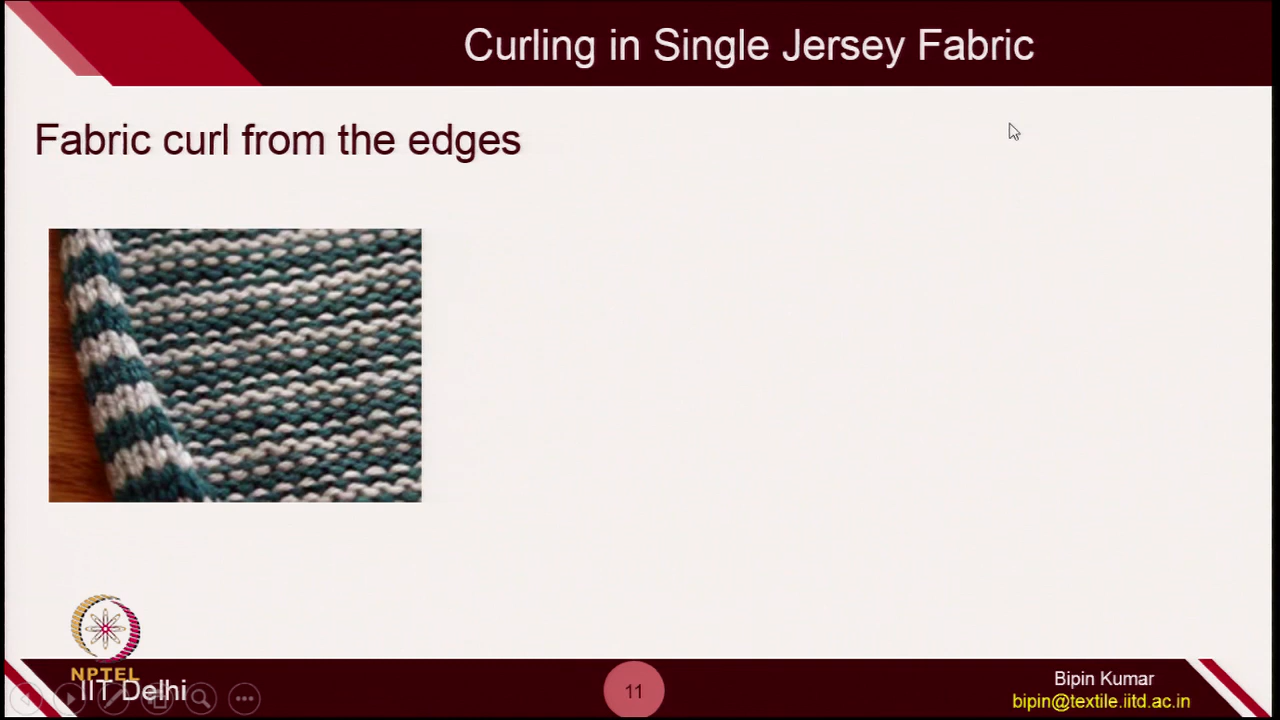 Curling in Single Jersey Fabric
Fabric curl from the edges
NPTEL
IIT Delhi
11
Bipin Kumar
bipin@textile.iitd.ac.in